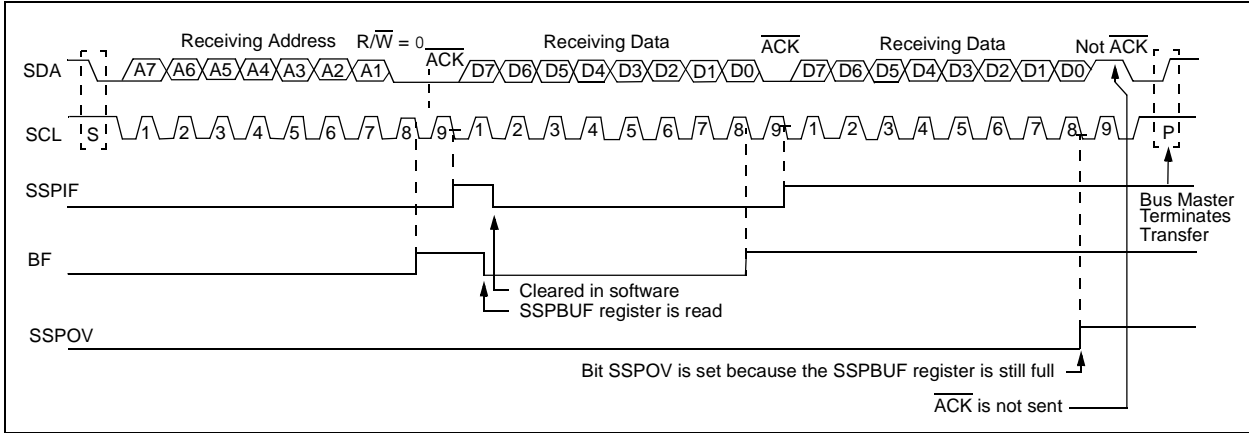 Receiving Address R/W̅ = 0 A̅C̅K̅ Receiving Data A̅C̅K̅ Receiving Data Not A̅C̅K̅
SDA A7 A6 A5 A4 A3 A2 A1 D7 D6 D5 D4 D3 D2 D1 D0 D7 D6 D5 D4 D3 D2 D1 D0
SCL S 1 2 3 4 5 6 7 8 9 1 2 3 4 5 6 7 8 9 1 2 3 4 5 6 7 8 9 P
SSPIF
Bus Master
Terminates
Transfer
BF
Cleared in software
SSPBUF register is read
SSPOV
Bit SSPOV is set because the SSPBUF register is still full
A̅C̅K̅ is not sent